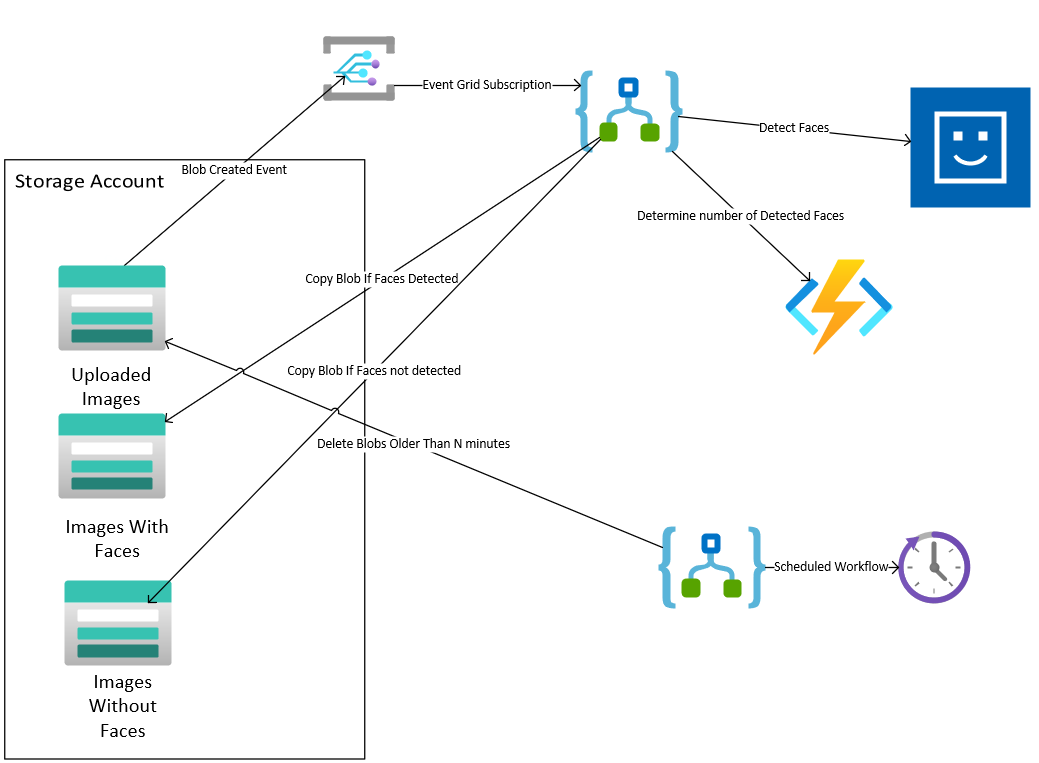 Event Grid Subscription
Detect Faces
Blob Created Event
Storage Account
Determine number of Detected Faces
Copy Blob If Faces Detected
Uploaded
Images
Copy Blob If Faces not detected
Delete Blobs Older Than N minutes
Images With
Faces
Scheduled Workflow
Images
Without
Faces